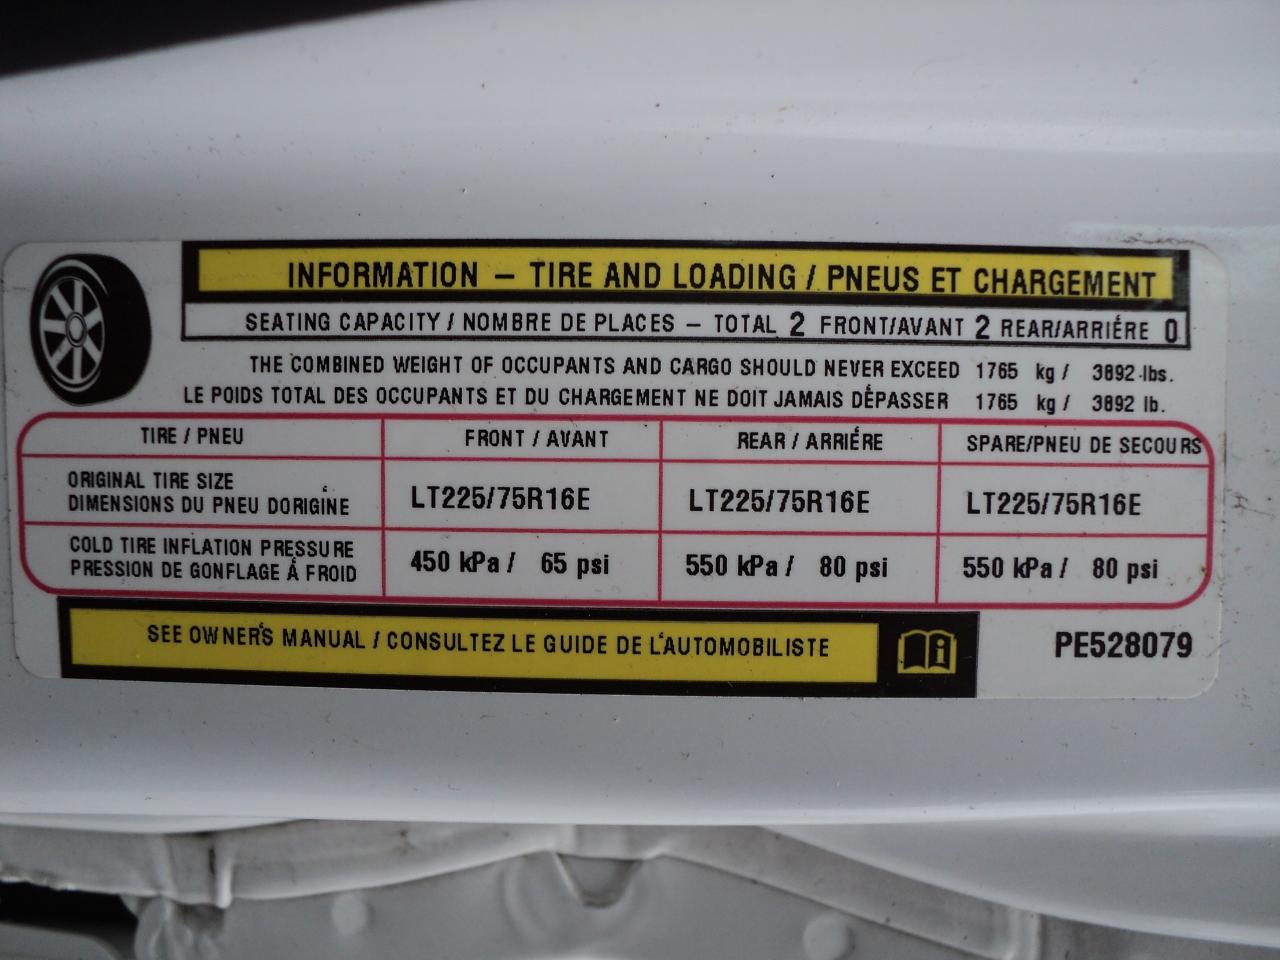 INFORMATION – TIRE AND LOADING / PNEUS ET CHARGEMENT
SEATING CAPACITY / NOMBRE DE PLACES – TOTAL 2 FRONT/AVANT 2 REAR/ARRIÉRE 0
THE COMBINED WEIGHT OF OCCUPANTS AND CARGO SHOULD NEVER EXCEED 1765 kg / 3892 lbs.
LE POIDS TOTAL DES OCCUPANTS ET DU CHARGEMENT NE DOIT JAMAIS DÉPASSER 1765 kg / 3892 lb.
TIRE / PNEU FRONT / AVANT REAR / ARRIÉRE SPARE/PNEU DE SECOURS
ORIGINAL TIRE SIZE
DIMENSIONS DU PNEU D'ORIGINE LT225/75R16E LT225/75R16E LT225/75R16E
COLD TIRE INFLATION PRESSURE
PRESSION DE GONFLAGE À FROID 450 kPa / 65 psi 550 kPa / 80 psi 550 kPa / 80 psi
SEE OWNER'S MANUAL / CONSULTEZ LE GUIDE DE L'AUTOMOBILISTE
PE528079